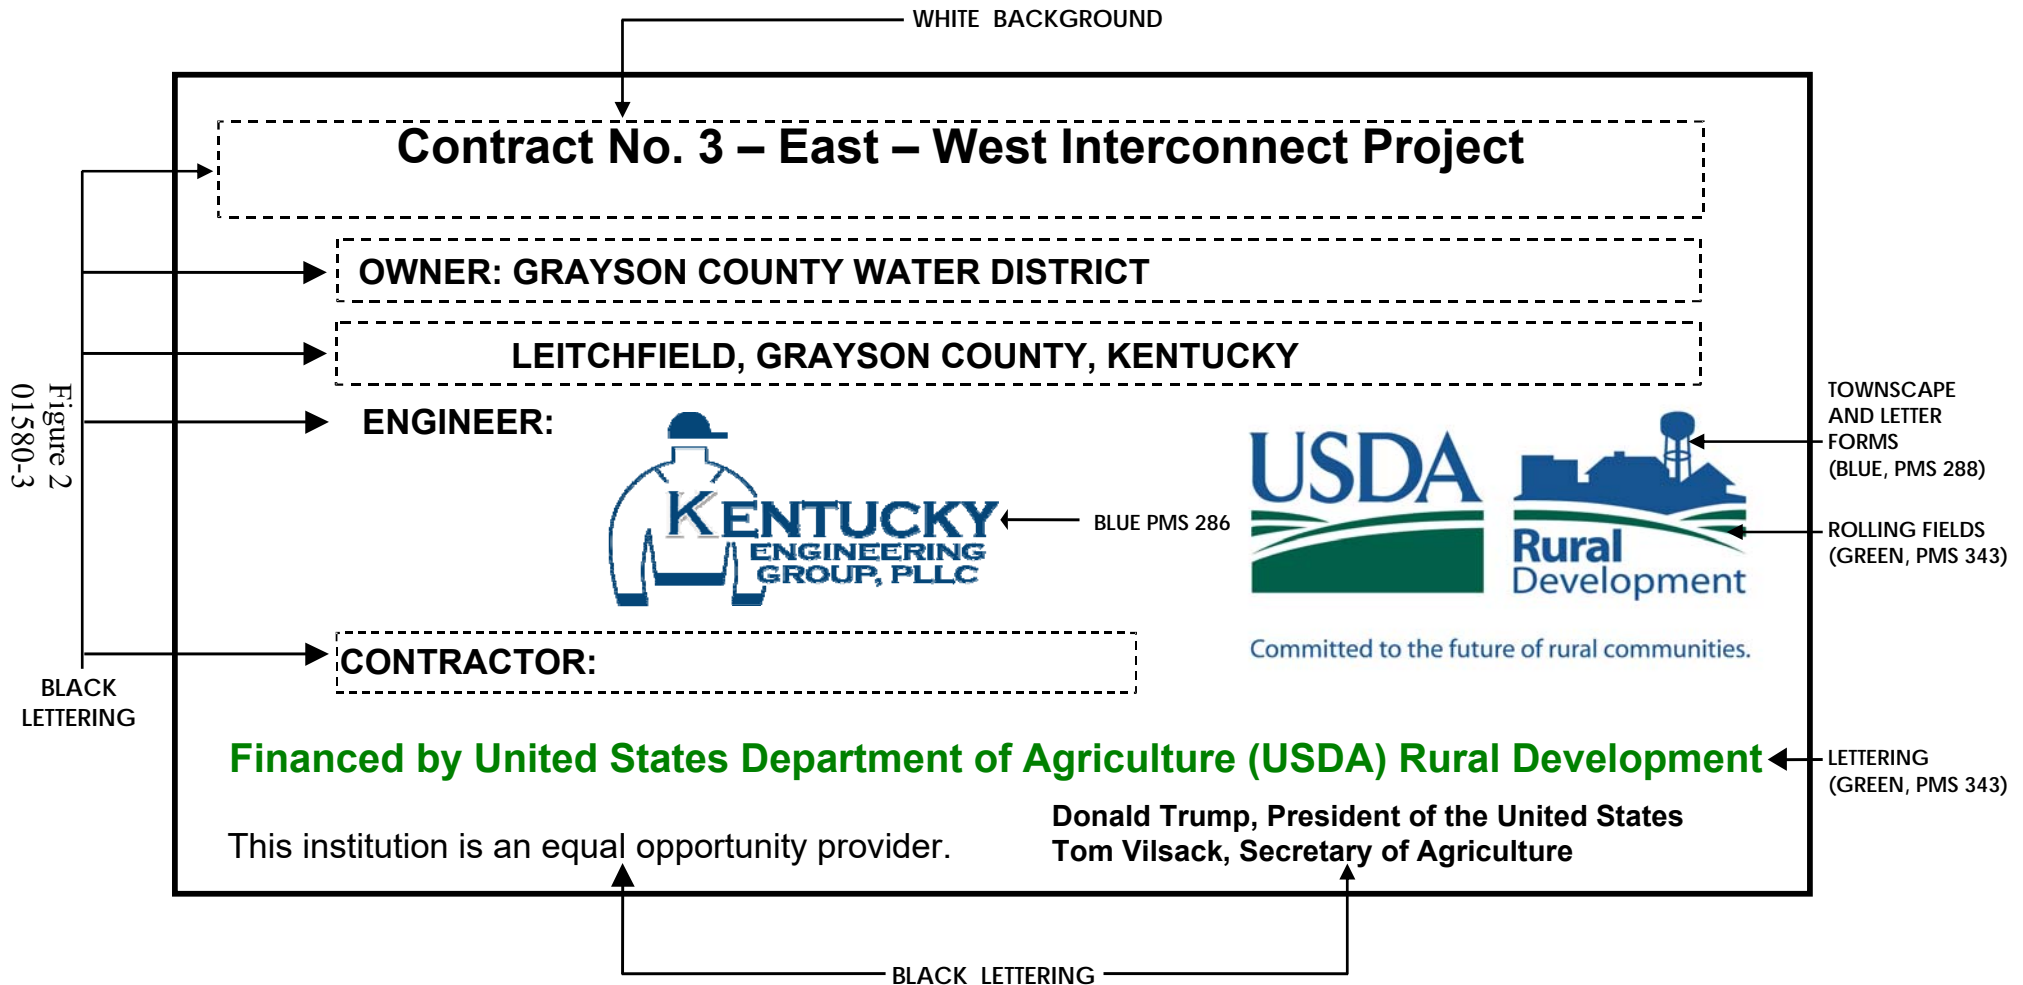 WHITE BACKGROUND
Contract No. 3 – East – West Interconnect Project
OWNER: GRAYSON COUNTY WATER DISTRICT
LEITCHFIELD, GRAYSON COUNTY, KENTUCKY
ENGINEER:
KENTUCKY
ENGINEERING
GROUP, PLLC
BLUE PMS 286
USDA
Rural
Development
Committed to the future of rural communities.
TOWNSCAPE
AND LETTER
FORMS
(BLUE, PMS 288)
ROLLING FIELDS
(GREEN, PMS 343)
CONTRACTOR:
Figure 2
01580-3
BLACK
LETTERING
Financed by United States Department of Agriculture (USDA) Rural Development
LETTERING
(GREEN, PMS 343)
This institution is an equal opportunity provider.
Donald Trump, President of the United States
Tom Vilsack, Secretary of Agriculture
BLACK LETTERING